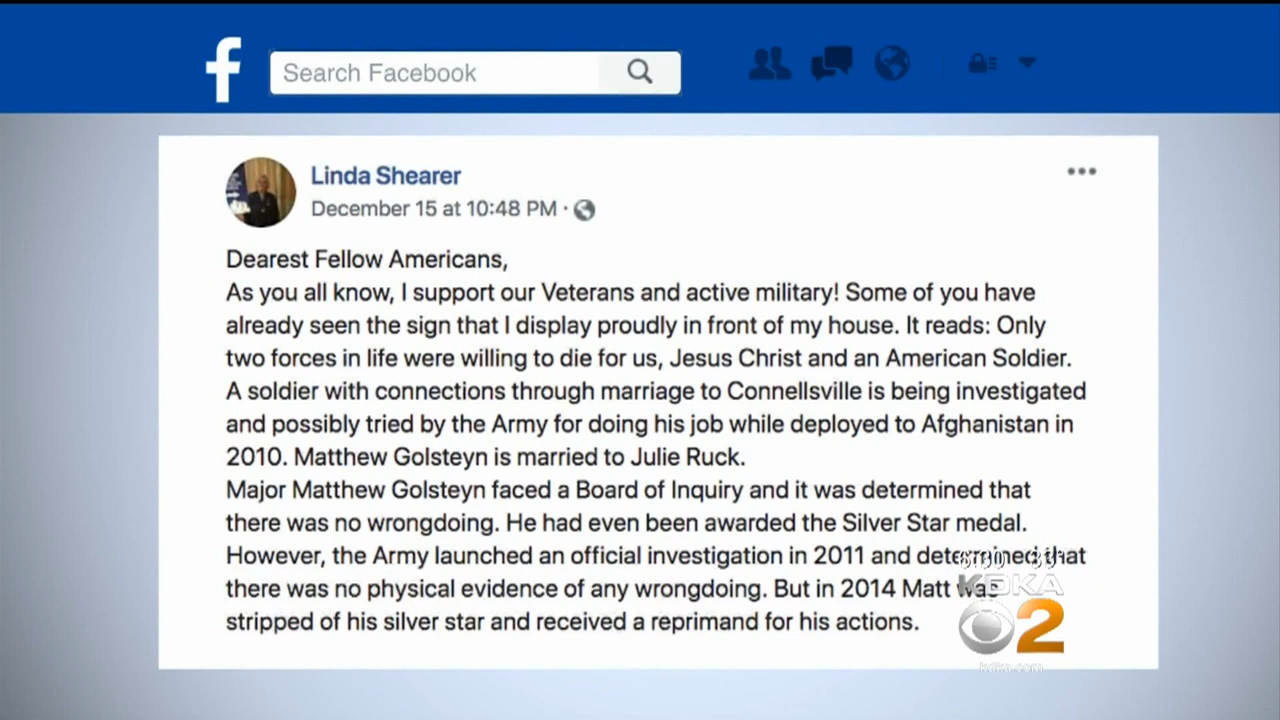 f
Search Facebook
Linda Shearer
December 15 at 10:48 PM ·
Dearest Fellow Americans,
As you all know, I support our Veterans and active military! Some of you have
already seen the sign that I display proudly in front of my house. It reads: Only
two forces in life were willing to die for us, Jesus Christ and an American Soldier.
A soldier with connections through marriage to Connellsville is being investigated
and possibly tried by the Army for doing his job while deployed to Afghanistan in
2010. Matthew Golsteyn is married to Julie Ruck.
Major Matthew Golsteyn faced a Board of Inquiry and it was determined that
there was no wrongdoing. He had even been awarded the Silver Star medal.
However, the Army launched an official investigation in 2011 and determined that
there was no physical evidence of any wrongdoing. But in 2014 Matt was
stripped of his silver star and received a reprimand for his actions.
KDKA
2
kdka.com